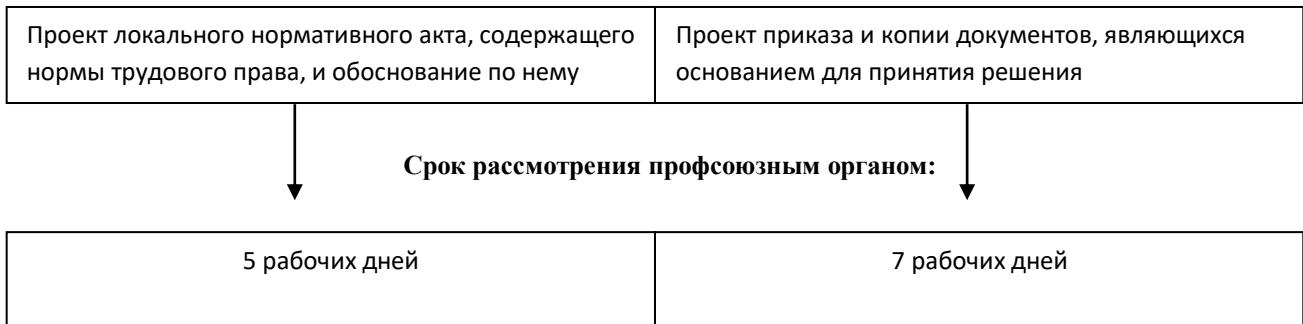 Проект локального нормативного акта, содержащего
нормы трудового права, и обоснование по нему
Проект приказа и копии документов, являющихся
основанием для принятия решения
Срок рассмотрения профсоюзным органом:
5 рабочих дней
7 рабочих дней